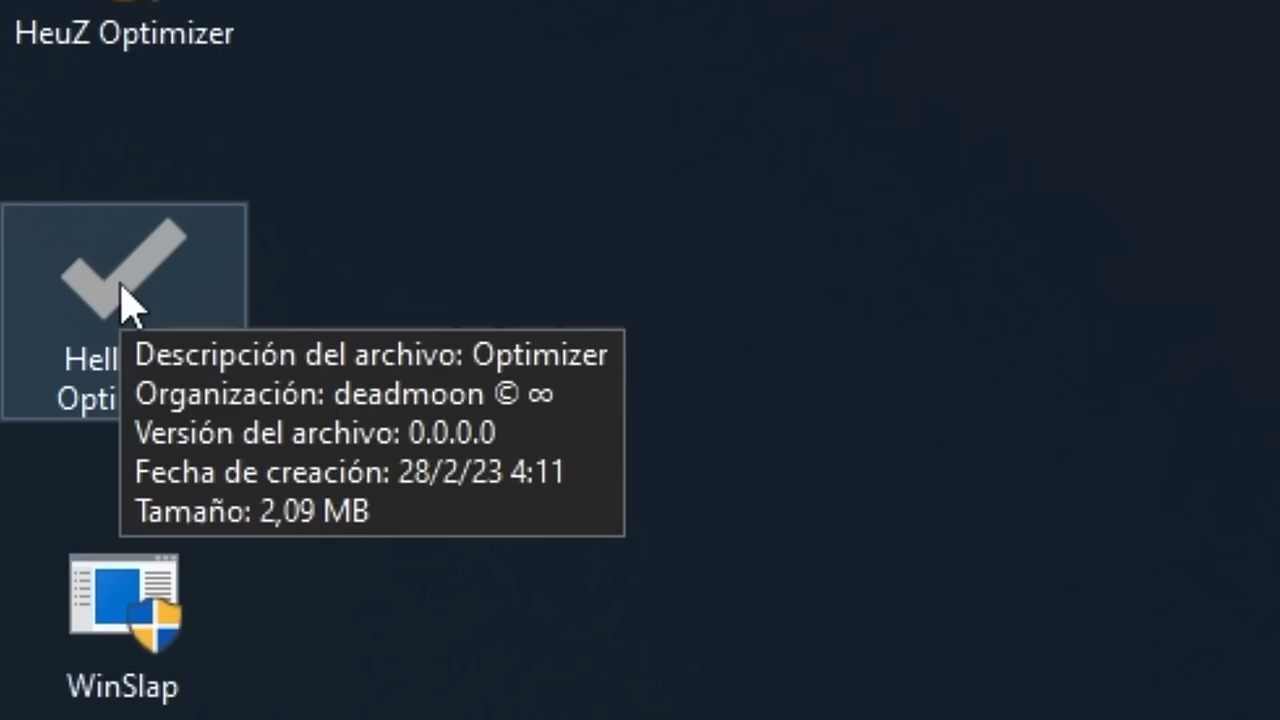 HeuZ Optimizer
Hell
Opti
Descripción del archivo: Optimizer
Organización: deadmoon © ∞
Versión del archivo: 0.0.0.0
Fecha de creación: 28/2/23 4:11
Tamaño: 2,09 MB
WinSlap